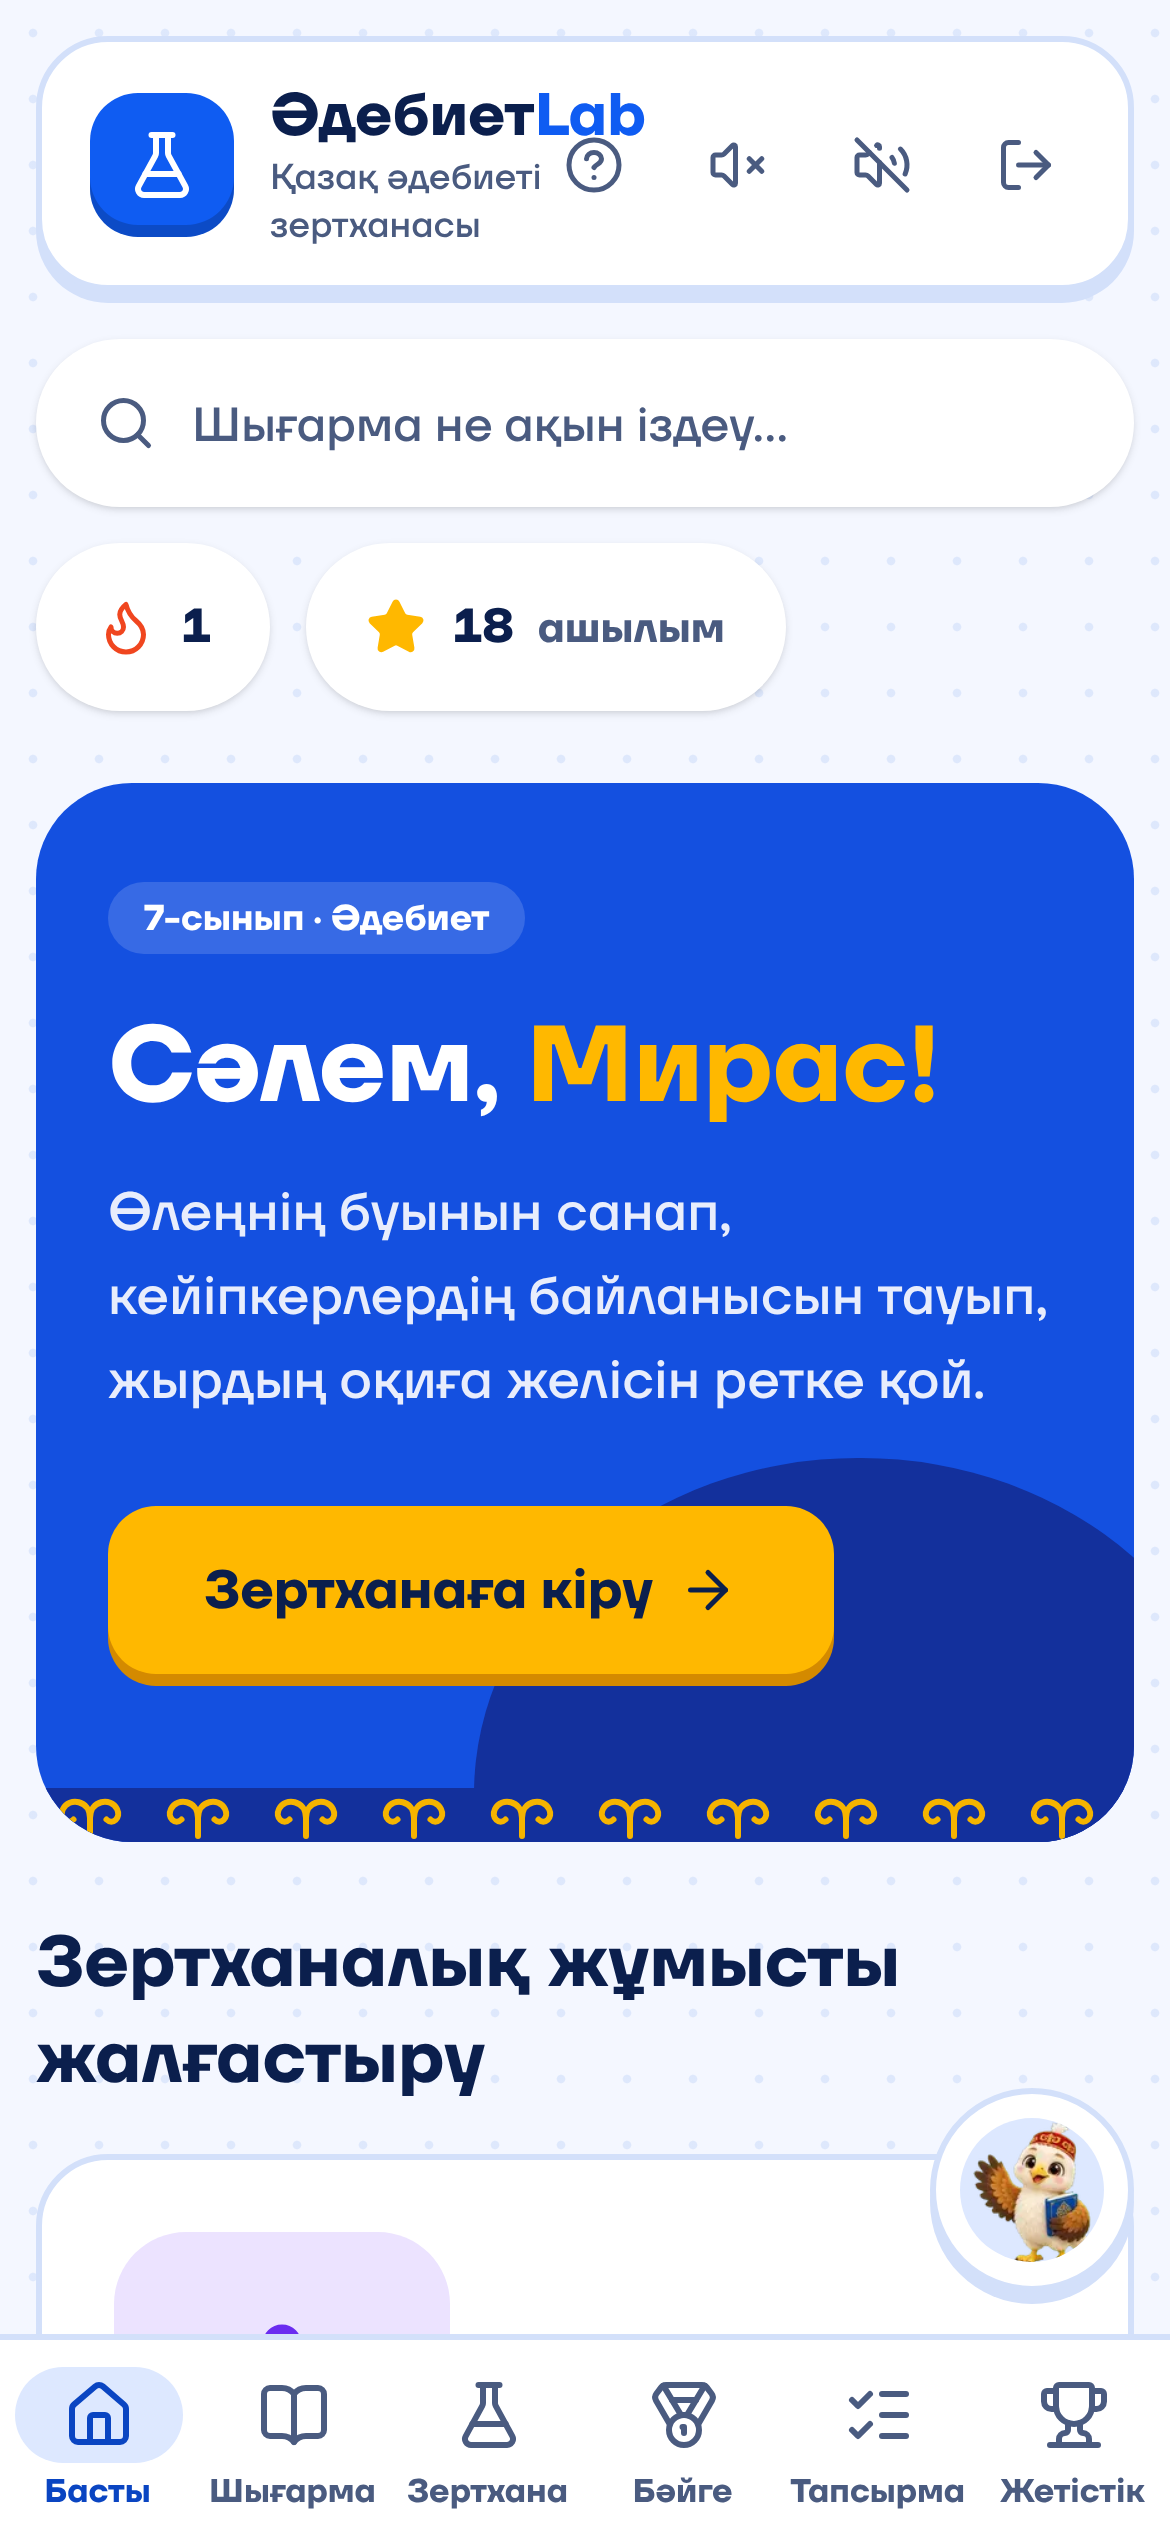 ӘдебиетLab
Қазақ әдебиеті
зертханасы
Шығарма не ақын іздеу...
1
18 ашылым
7-сынып · Әдебиет
Сәлем, Мирас!
Өлеңнің буынын санап,
кейіпкерлердің байланысын тауып,
жырдың оқиға желісін ретке қой.
Зертханаға кіру
Зертханалық жұмысты
жалғастыру
Басты
Шығарма
Зертхана
Бәйге
Тапсырма
Жетістік